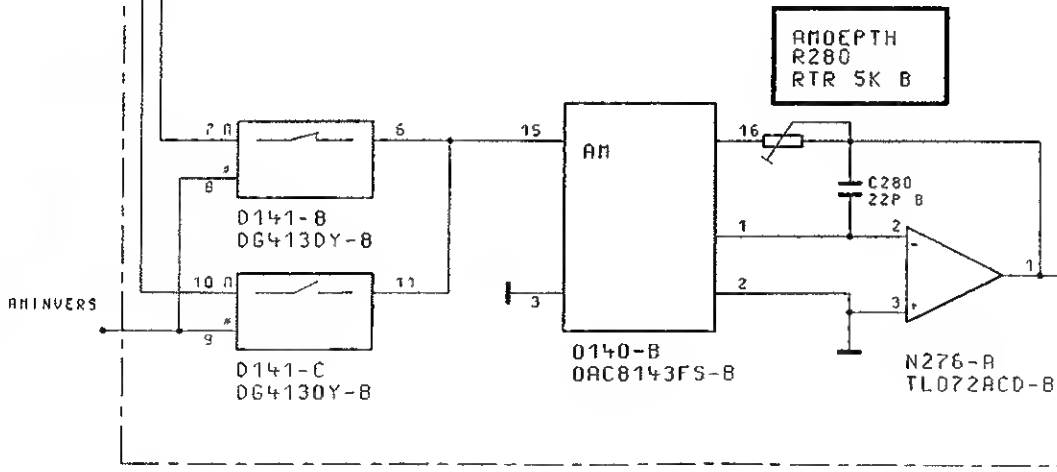 AMDEPTH
R280
RTR 5K B
7
6
15
16
AM
8
*
C280
22P B
D141-B
DG413DY-B
1
2
-
1
10
11
3
2
3
+
AMINVERS
9
*
D141-C
DG413DY-B
D140-B
DAC8143FS-B
N276-A
TL072ACD-B